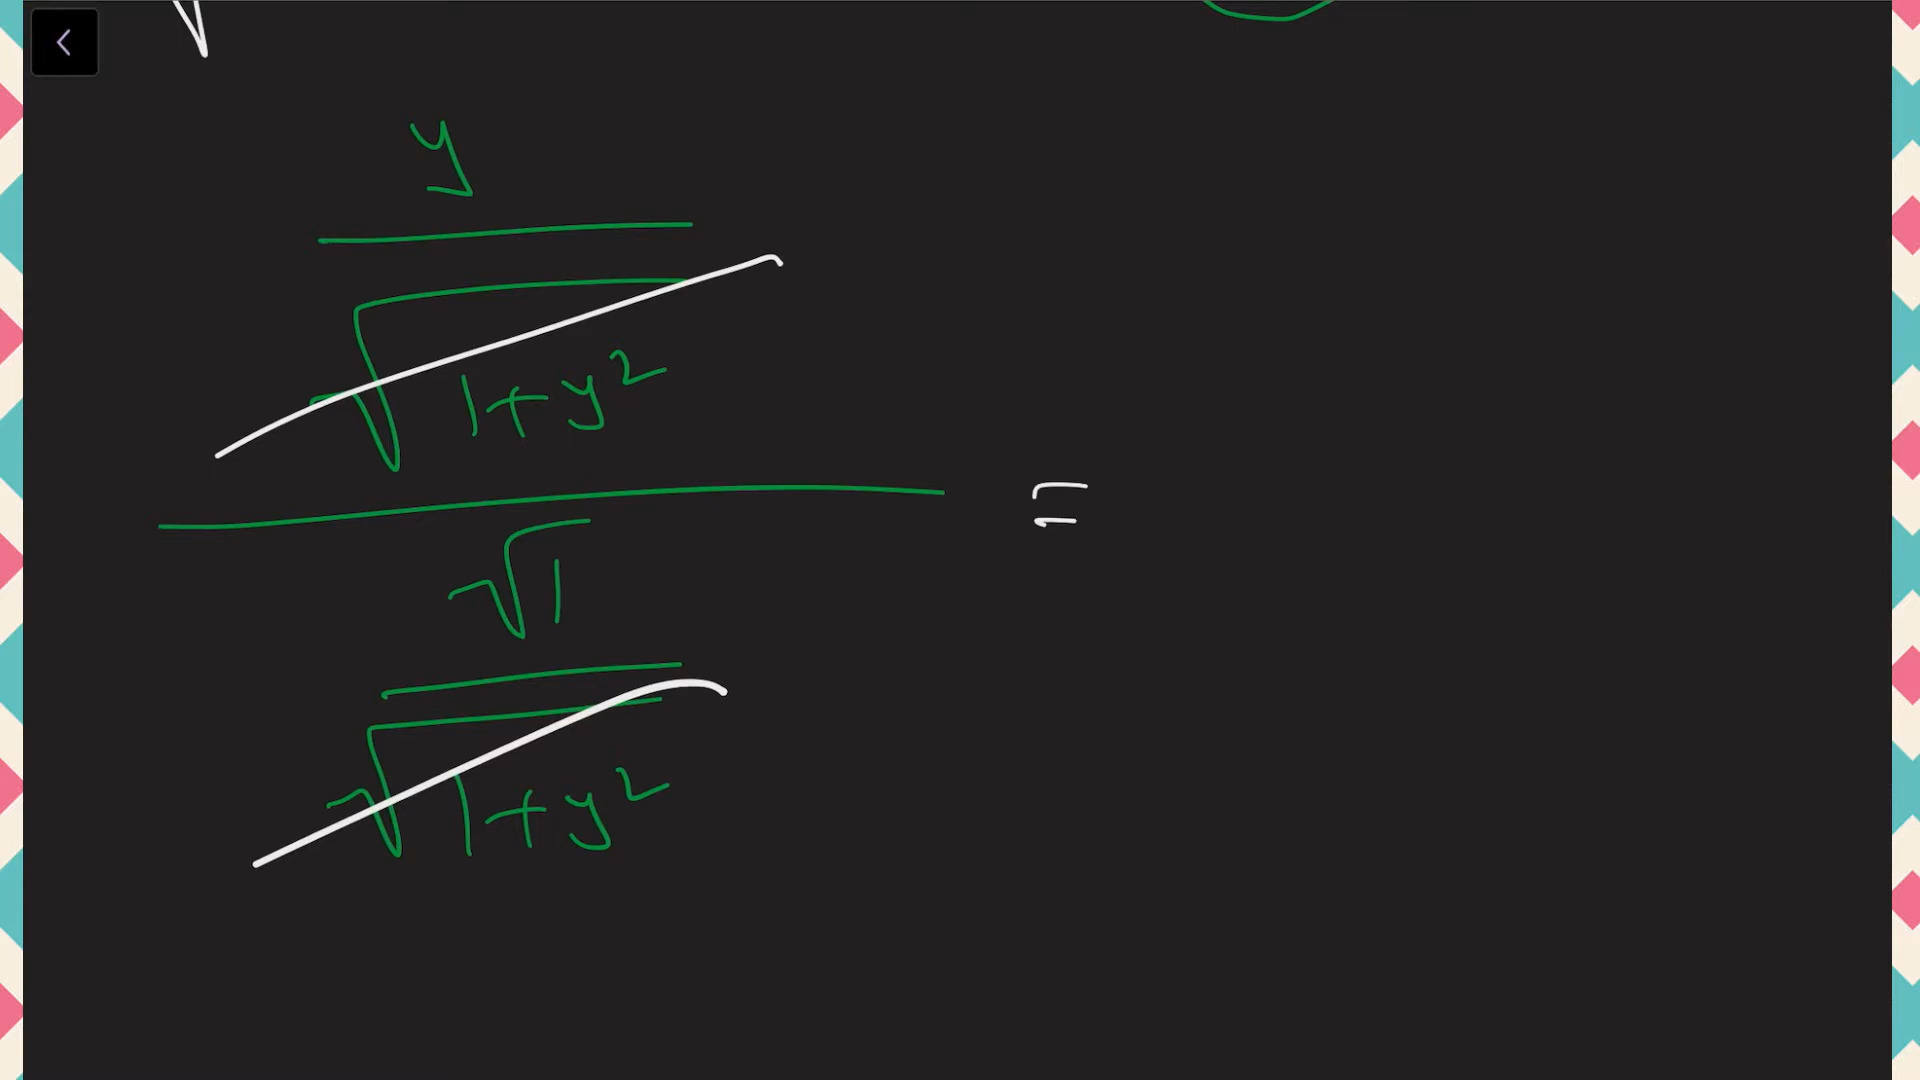 y
√1+y²
=
√1
√1+y²